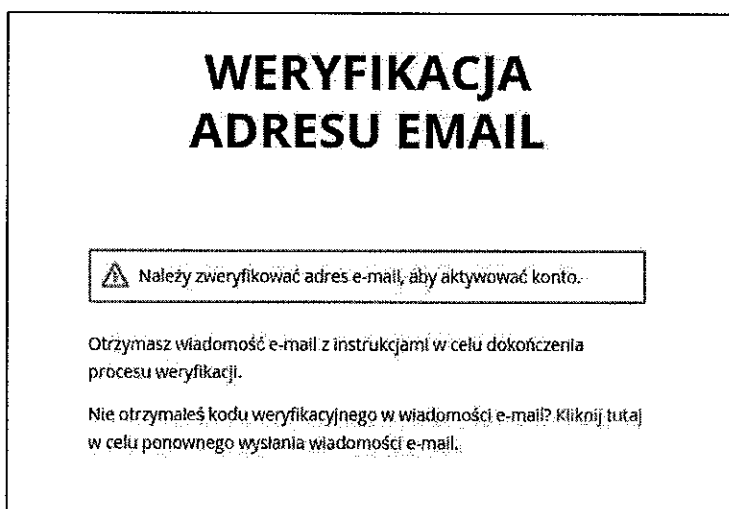 WERYFIKACJA
ADRESU EMAIL
Należy zweryfikować adres e-mail, aby aktywować konto.
Otrzymasz wiadomość e-mail z instrukcjami w celu dokończenia
procesu weryfikacji.
Nie otrzymałeś kodu weryfikacyjnego w wiadomości e-mail? Kliknij tutaj
w celu ponownego wysłania wiadomości e-mail.